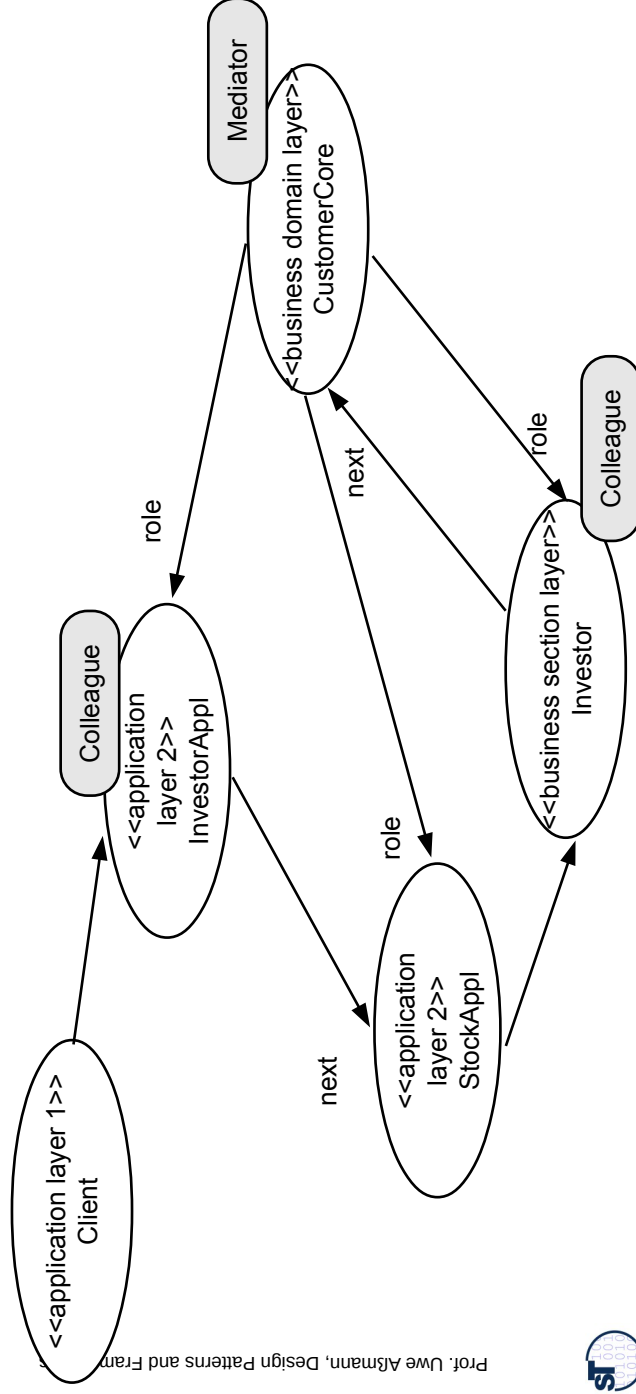 <<application layer 1>>
Client
Colleague
<<application
layer 2>>
InvestorAppl
role
Mediator
<<business domain layer>>
CustomerCore
next
role
next
<<application
layer 2>>
StockAppl
role
<<business section layer>>
Investor
Colleague
Prof. Uwe Aßmann, Design Patterns and
ST